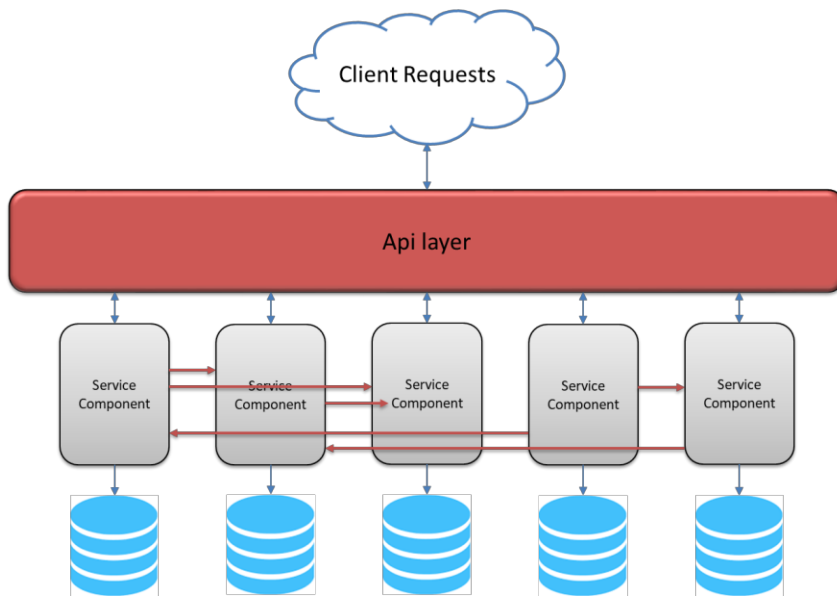 Client Requests
Api layer
Service
Component
Service
Component
Service
Component
Service
Component
Service
Component